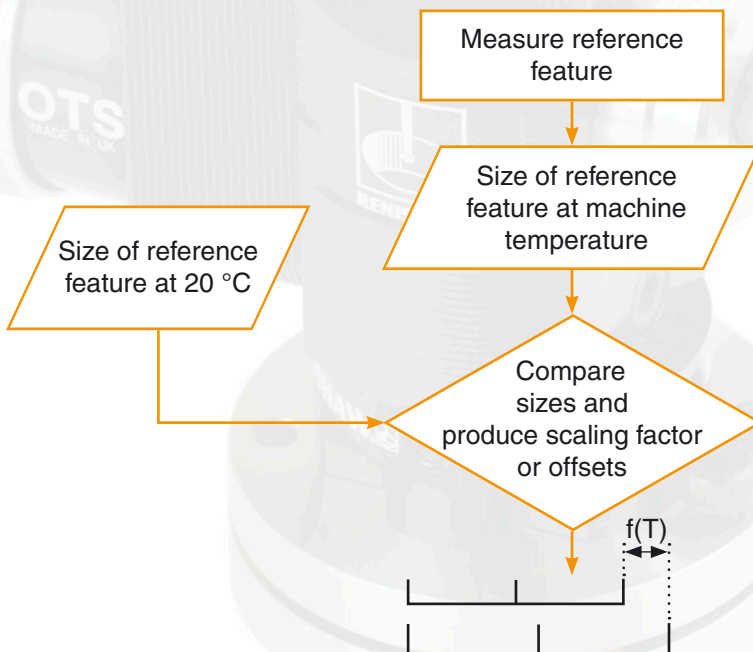 Measure reference
feature
OTS
MADE IN UK
Size of reference
feature at machine
temperature
Size of reference
feature at 20 °C
Compare
sizes and
produce scaling factor
or offsets
f(T)